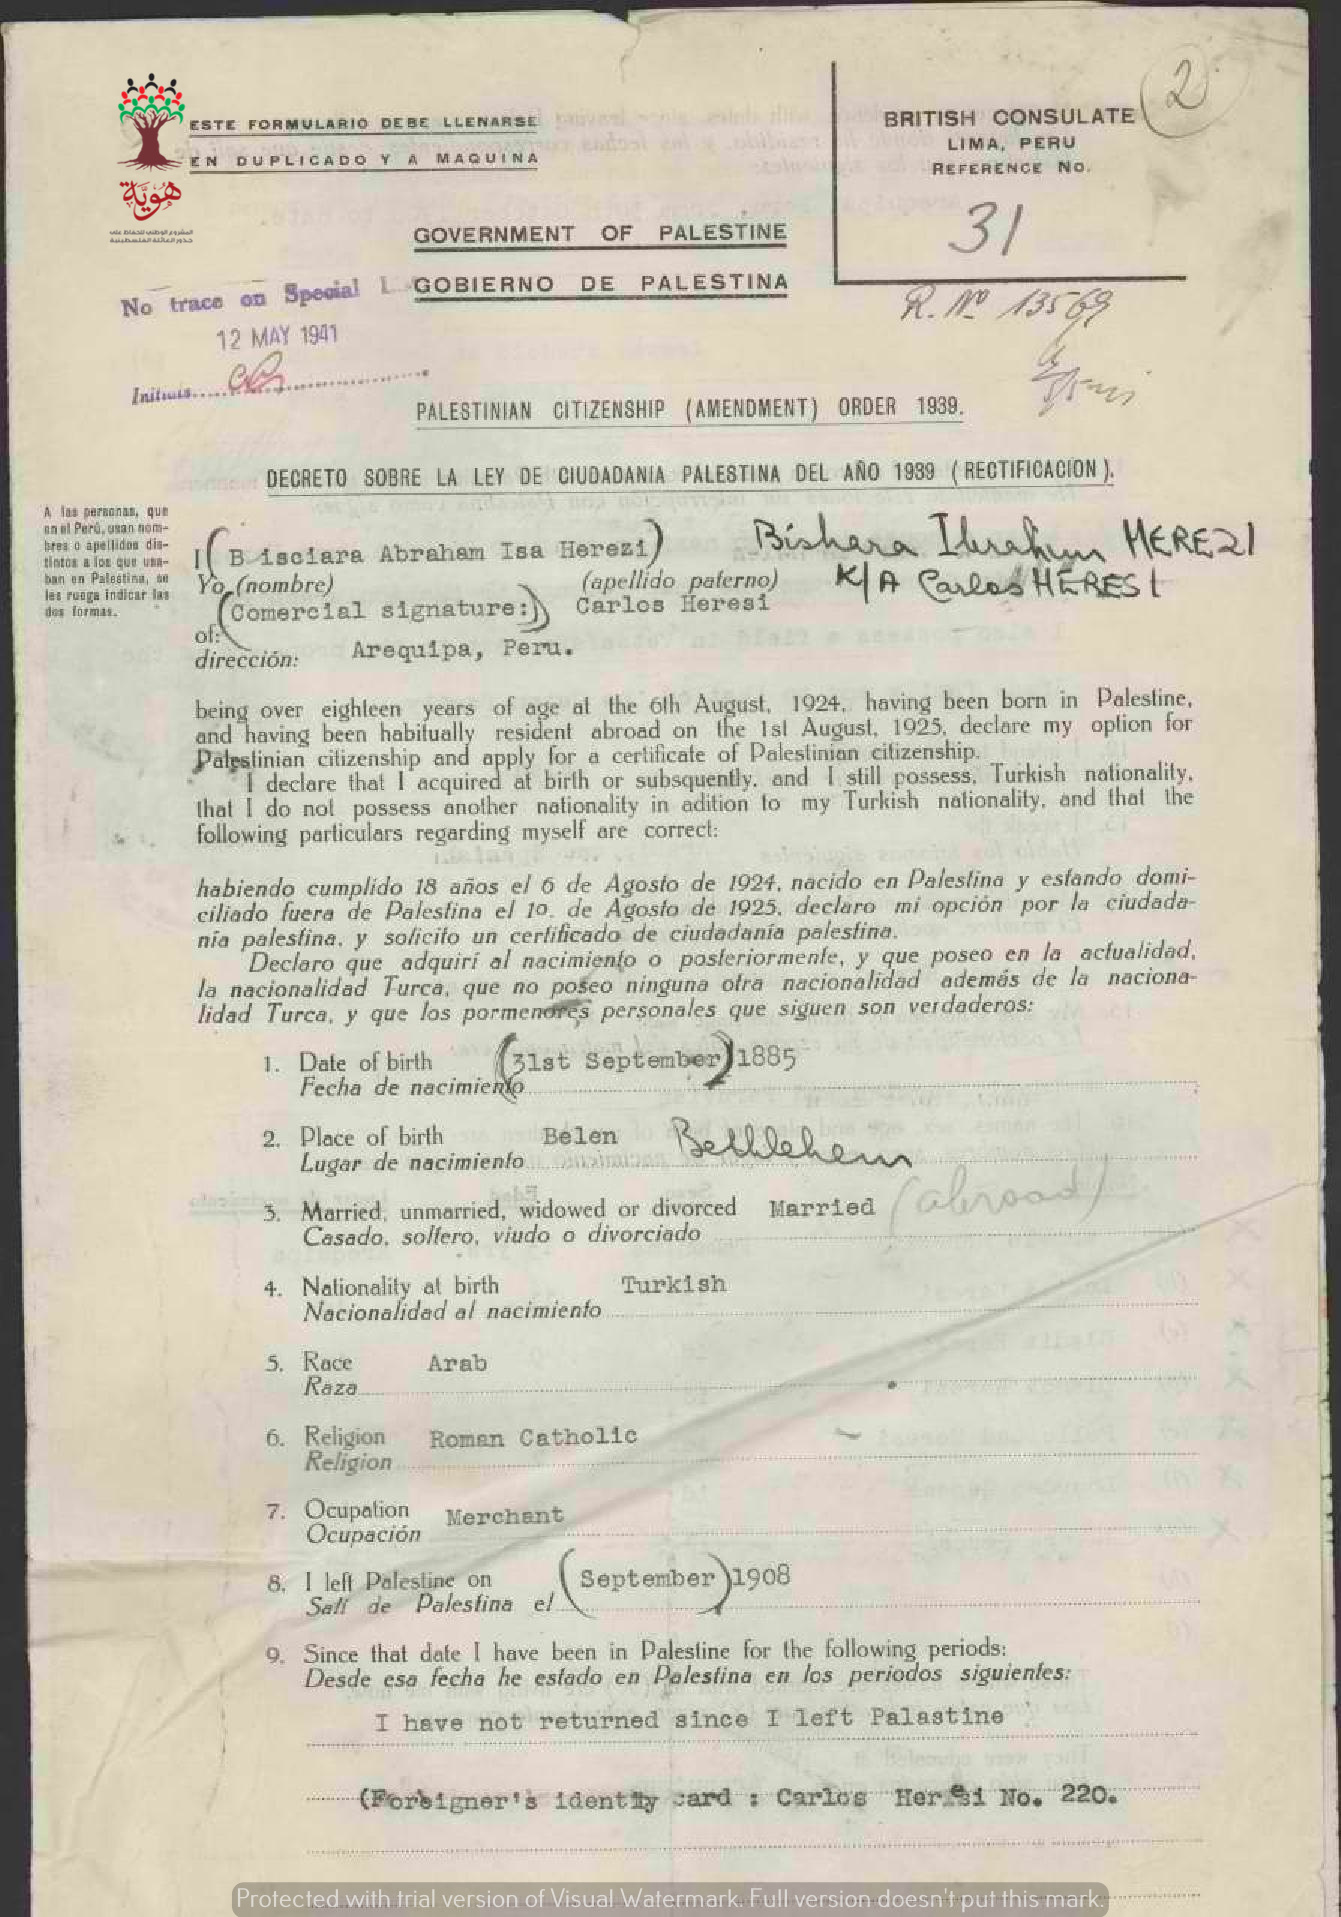 2
ESTE FORMULARIO DEBE LLENARSE
EN DUPLICADO Y A MAQUINA
BRITISH CONSULATE
LIMA, PERU
REFERENCE No.
31
هويّة
GOVERNMENT OF PALESTINE
GOBIERNO DE PALESTINA
No trace on Special
12 MAY 1941
Initials
R. Nº 13569
PALESTINIAN CITIZENSHIP (AMENDMENT) ORDER 1939.
DECRETO SOBRE LA LEY DE CIUDADANIA PALESTINA DEL AÑO 1939 (RECTIFICACION).
A las personas, que
en el Perú, usan nom-
bres o apellidos dis-
tintos a los que usa-
ban en Palestina, se
les ruega indicar las
dos formas.
I (B isciara Abraham Isa Herezi)
Bishara Ibrahim HEREZI
Yo (nombre) (apellido paterno)
K/A Carlos HERESI
(Comercial signature:) Carlos Heresi
of:
dirección: Arequipa, Peru.
being over eighteen years of age at the 6th August, 1924, having been born in Palestine,
and having been habitually resident abroad on the 1st August, 1925, declare my option for
Palestinian citizenship and apply for a certificate of Palestinian citizenship.
I declare that I acquired at birth or subsquently, and I still possess, Turkish nationality,
that I do not possess another nationality in adition to my Turkish nationality, and that the
following particulars regarding myself are correct:
habiendo cumplido 18 años el 6 de Agosto de 1924, nacido en Palestina y estando domi-
ciliado fuera de Palestina el 1o. de Agosto de 1925, declaro mi opción por la ciudada-
nía palestina, y solicito un certificado de ciudadanía palestina.
Declaro que adquirí al nacimiento o posteriormente, y que poseo en la actualidad,
la nacionalidad Turca, que no poseo ninguna otra nacionalidad además de la naciona-
lidad Turca, y que los pormenores personales que siguen son verdaderos:
1. Date of birth (31st September) 1885
Fecha de nacimiento
2. Place of birth Belen Bethlehem
Lugar de nacimiento
3. Married, unmarried, widowed or divorced Married (abroad)
Casado, soltero, viudo o divorciado
4. Nationality at birth Turkish
Nacionalidad al nacimiento
5. Race Arab
Raza
6. Religion Roman Catholic
Religion
7. Ocupation Merchant
Ocupación
8. I left Palestine on (September) 1908
Salí de Palestina el
9. Since that date I have been in Palestine for the following periods:
Desde esa fecha he estado en Palestina en los periodos siguientes:
I have not returned since I left Palastine
(Foreigner's identity card : Carlos Heresi No. 220.
Protected with trial version of Visual Watermark. Full version doesn't put this mark.